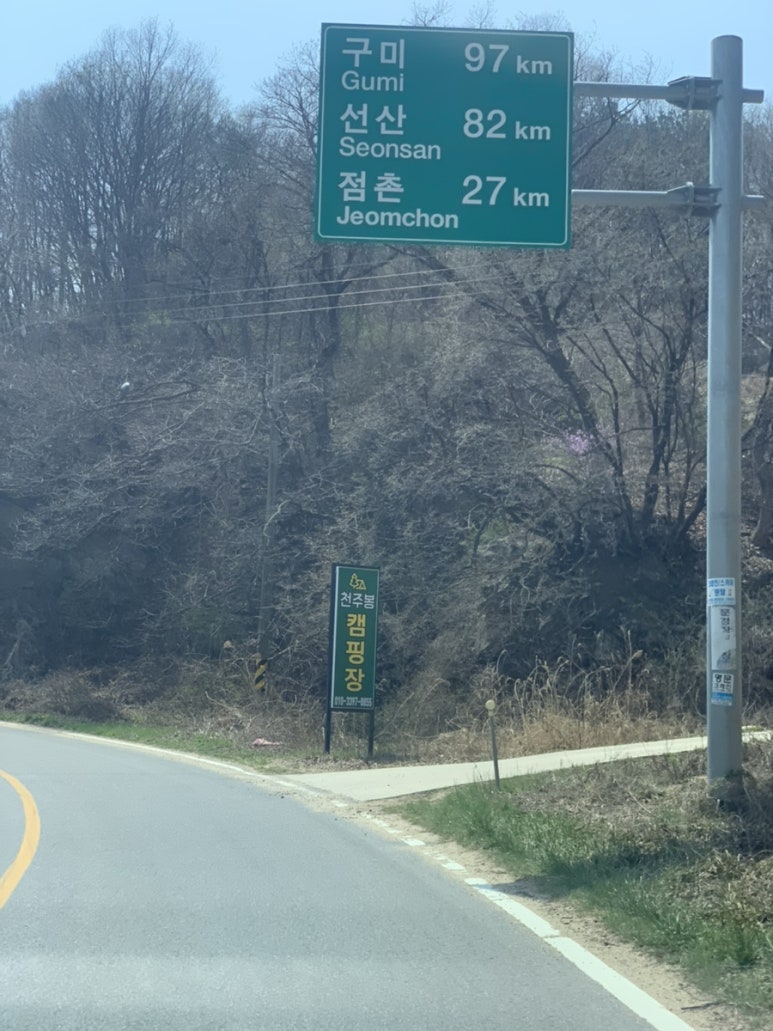 구미 97 km
Gumi
선산 82 km
Seonsan
점촌 27 km
Jeomchon
천주봉
캠핑장